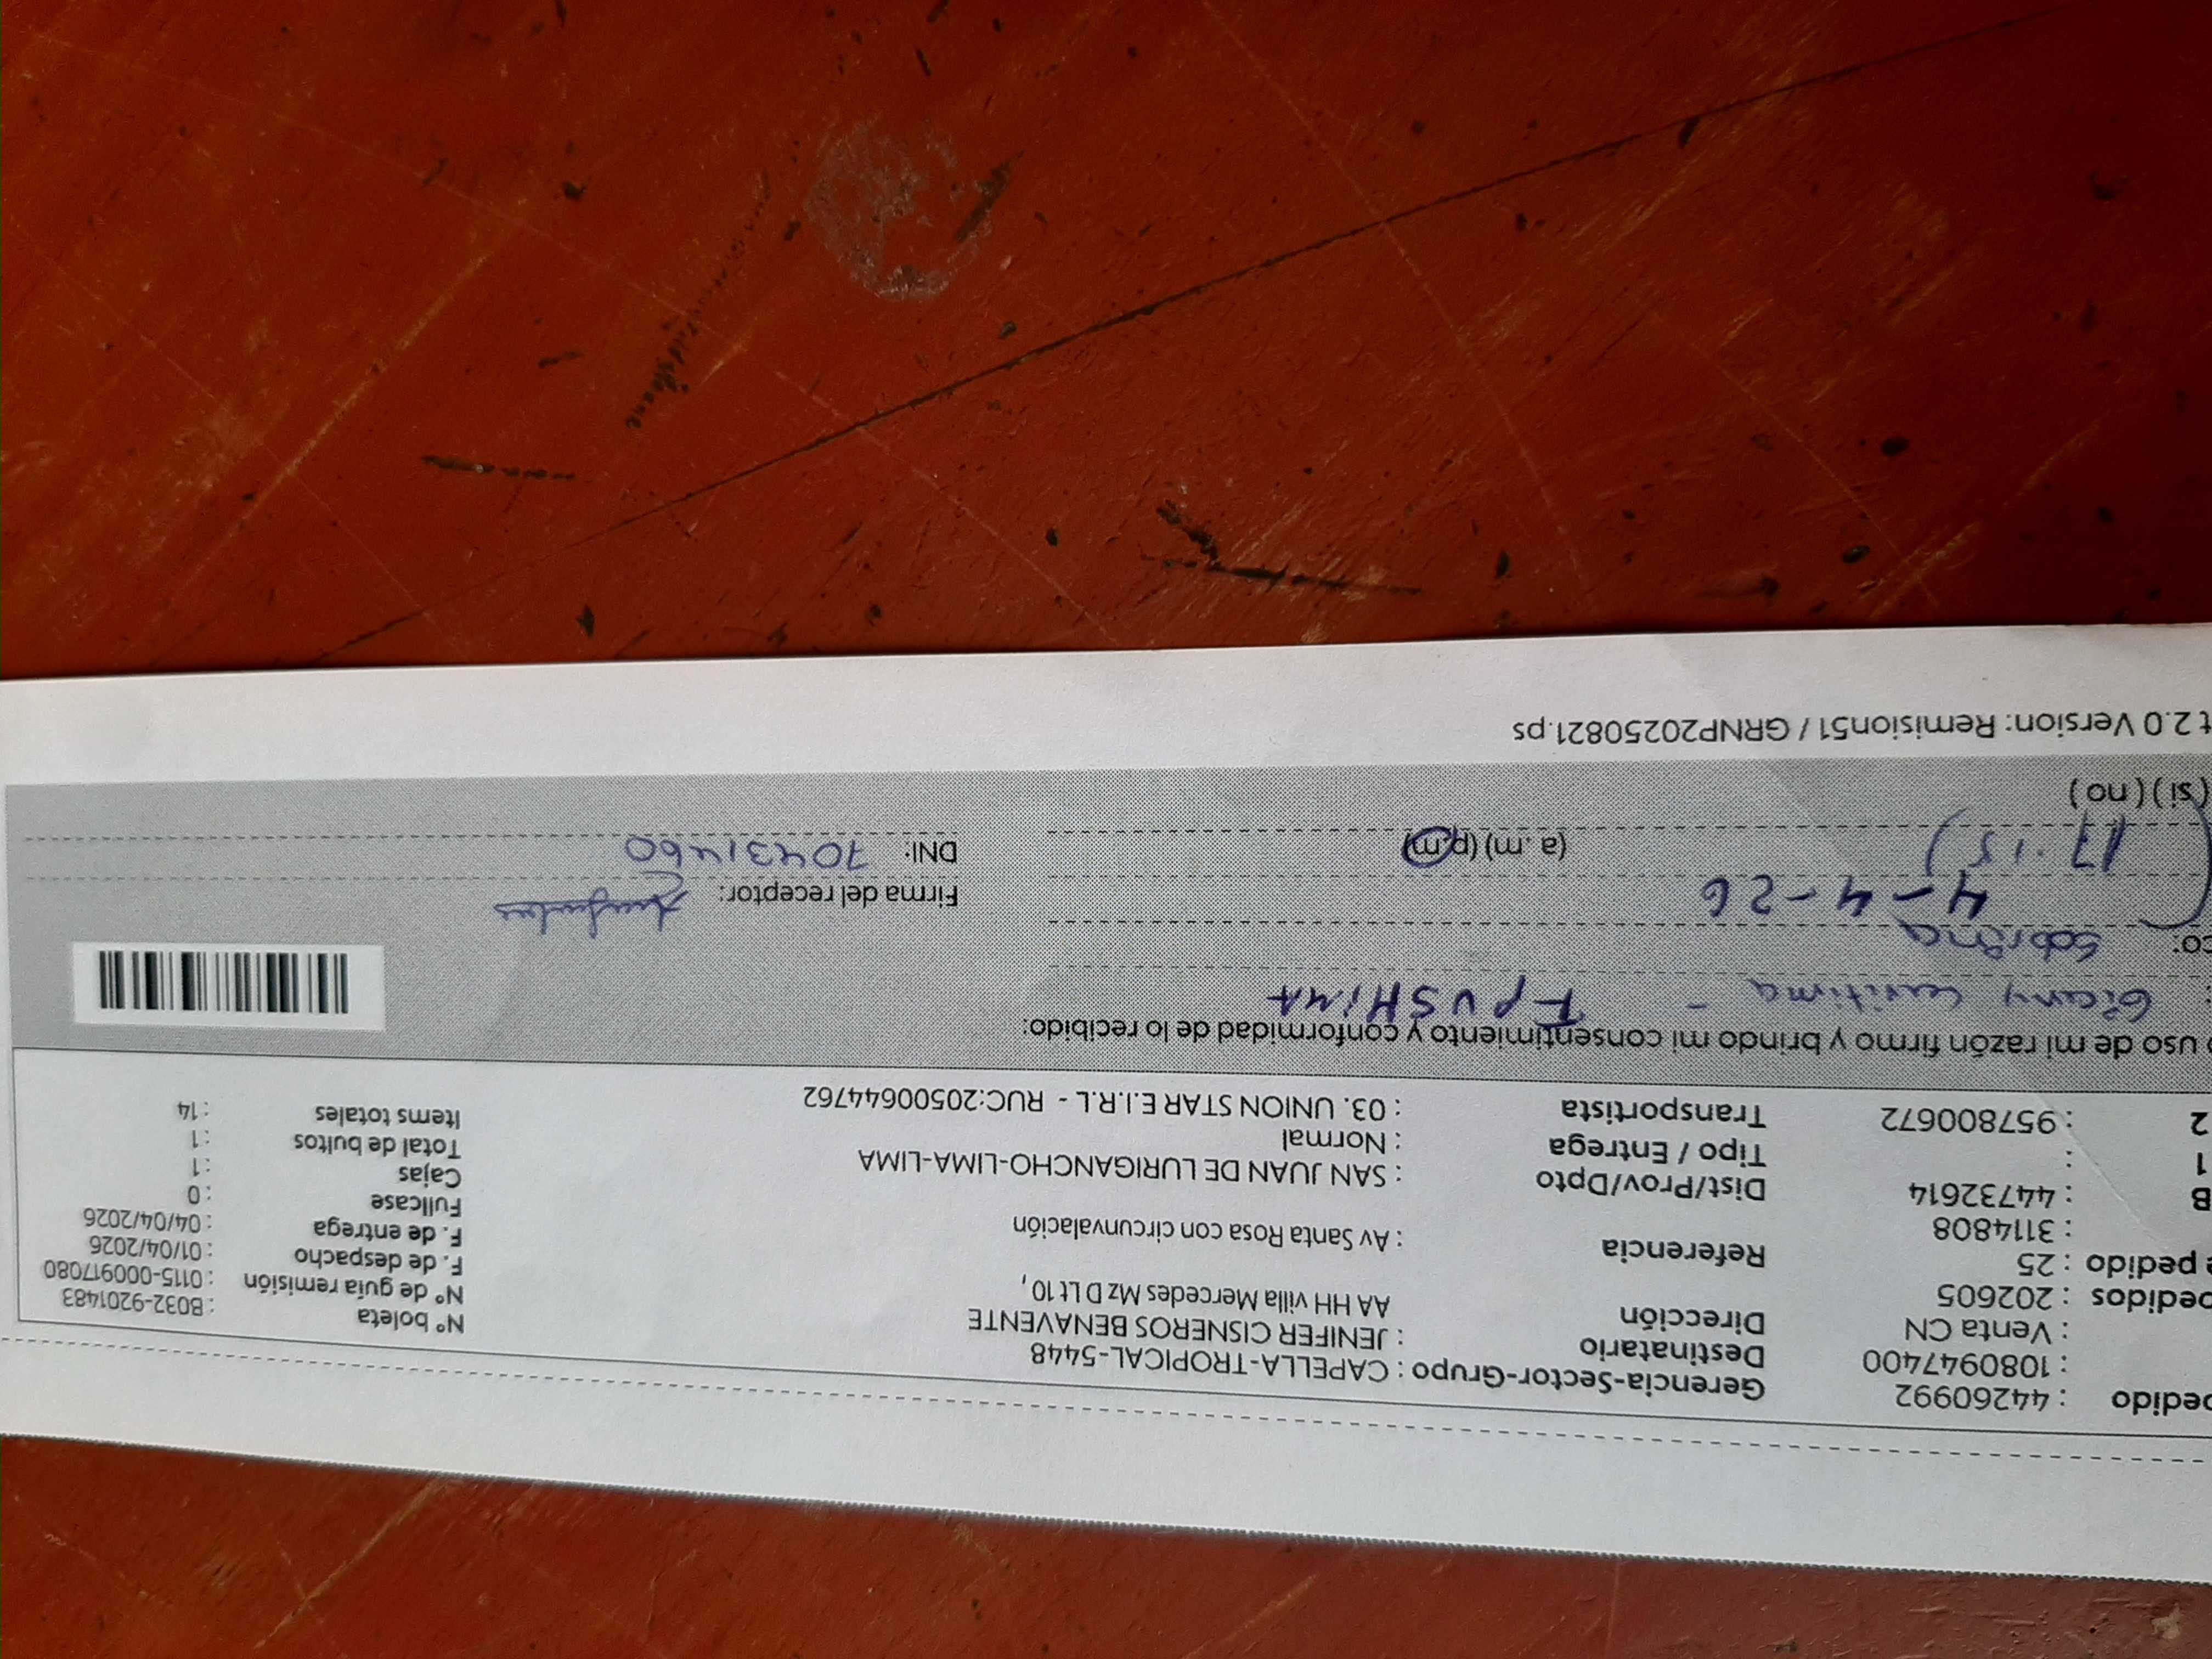 pedido : 44260992
: 1080947400
: Venta CN
pedidos : 202605
e pedido : 25
: 3114808
B : 44732614
1 :
2 : 957800672
Gerencia-Sector-Grupo : CAPELLA-TROPICAL-5448
Destinatario : JENIFER CISNEROS BENAVENTE
Dirección AA HH villa Mercedes Mz D Lt 10,
Referencia : Av Santa Rosa con circunvalación
Dist/Prov/Dpto : SAN JUAN DE LURIGANCHO-LIMA-LIMA
Tipo / Entrega : Normal
Transportista : 03. UNION STAR E.I.R.L - RUC:20500644762
N° boleta : B032-9201483
N° de guía remisión : 0115-000917080
F. de despacho : 01/04/2026
F. de entrega : 04/04/2026
Fullcase : 0
Cajas : 1
Total de bultos : 1
Items totales : 14
uso de mi razón firmo y brindo mi consentimiento y conformidad de lo recibido:
co: Sobrina
4-4-26
(17:15) (a.m) (p.m)
(si) (no)
Firma del receptor:
DNI: 70431460
t 2.0 Version: Remision51 / GRNP20250821.ps